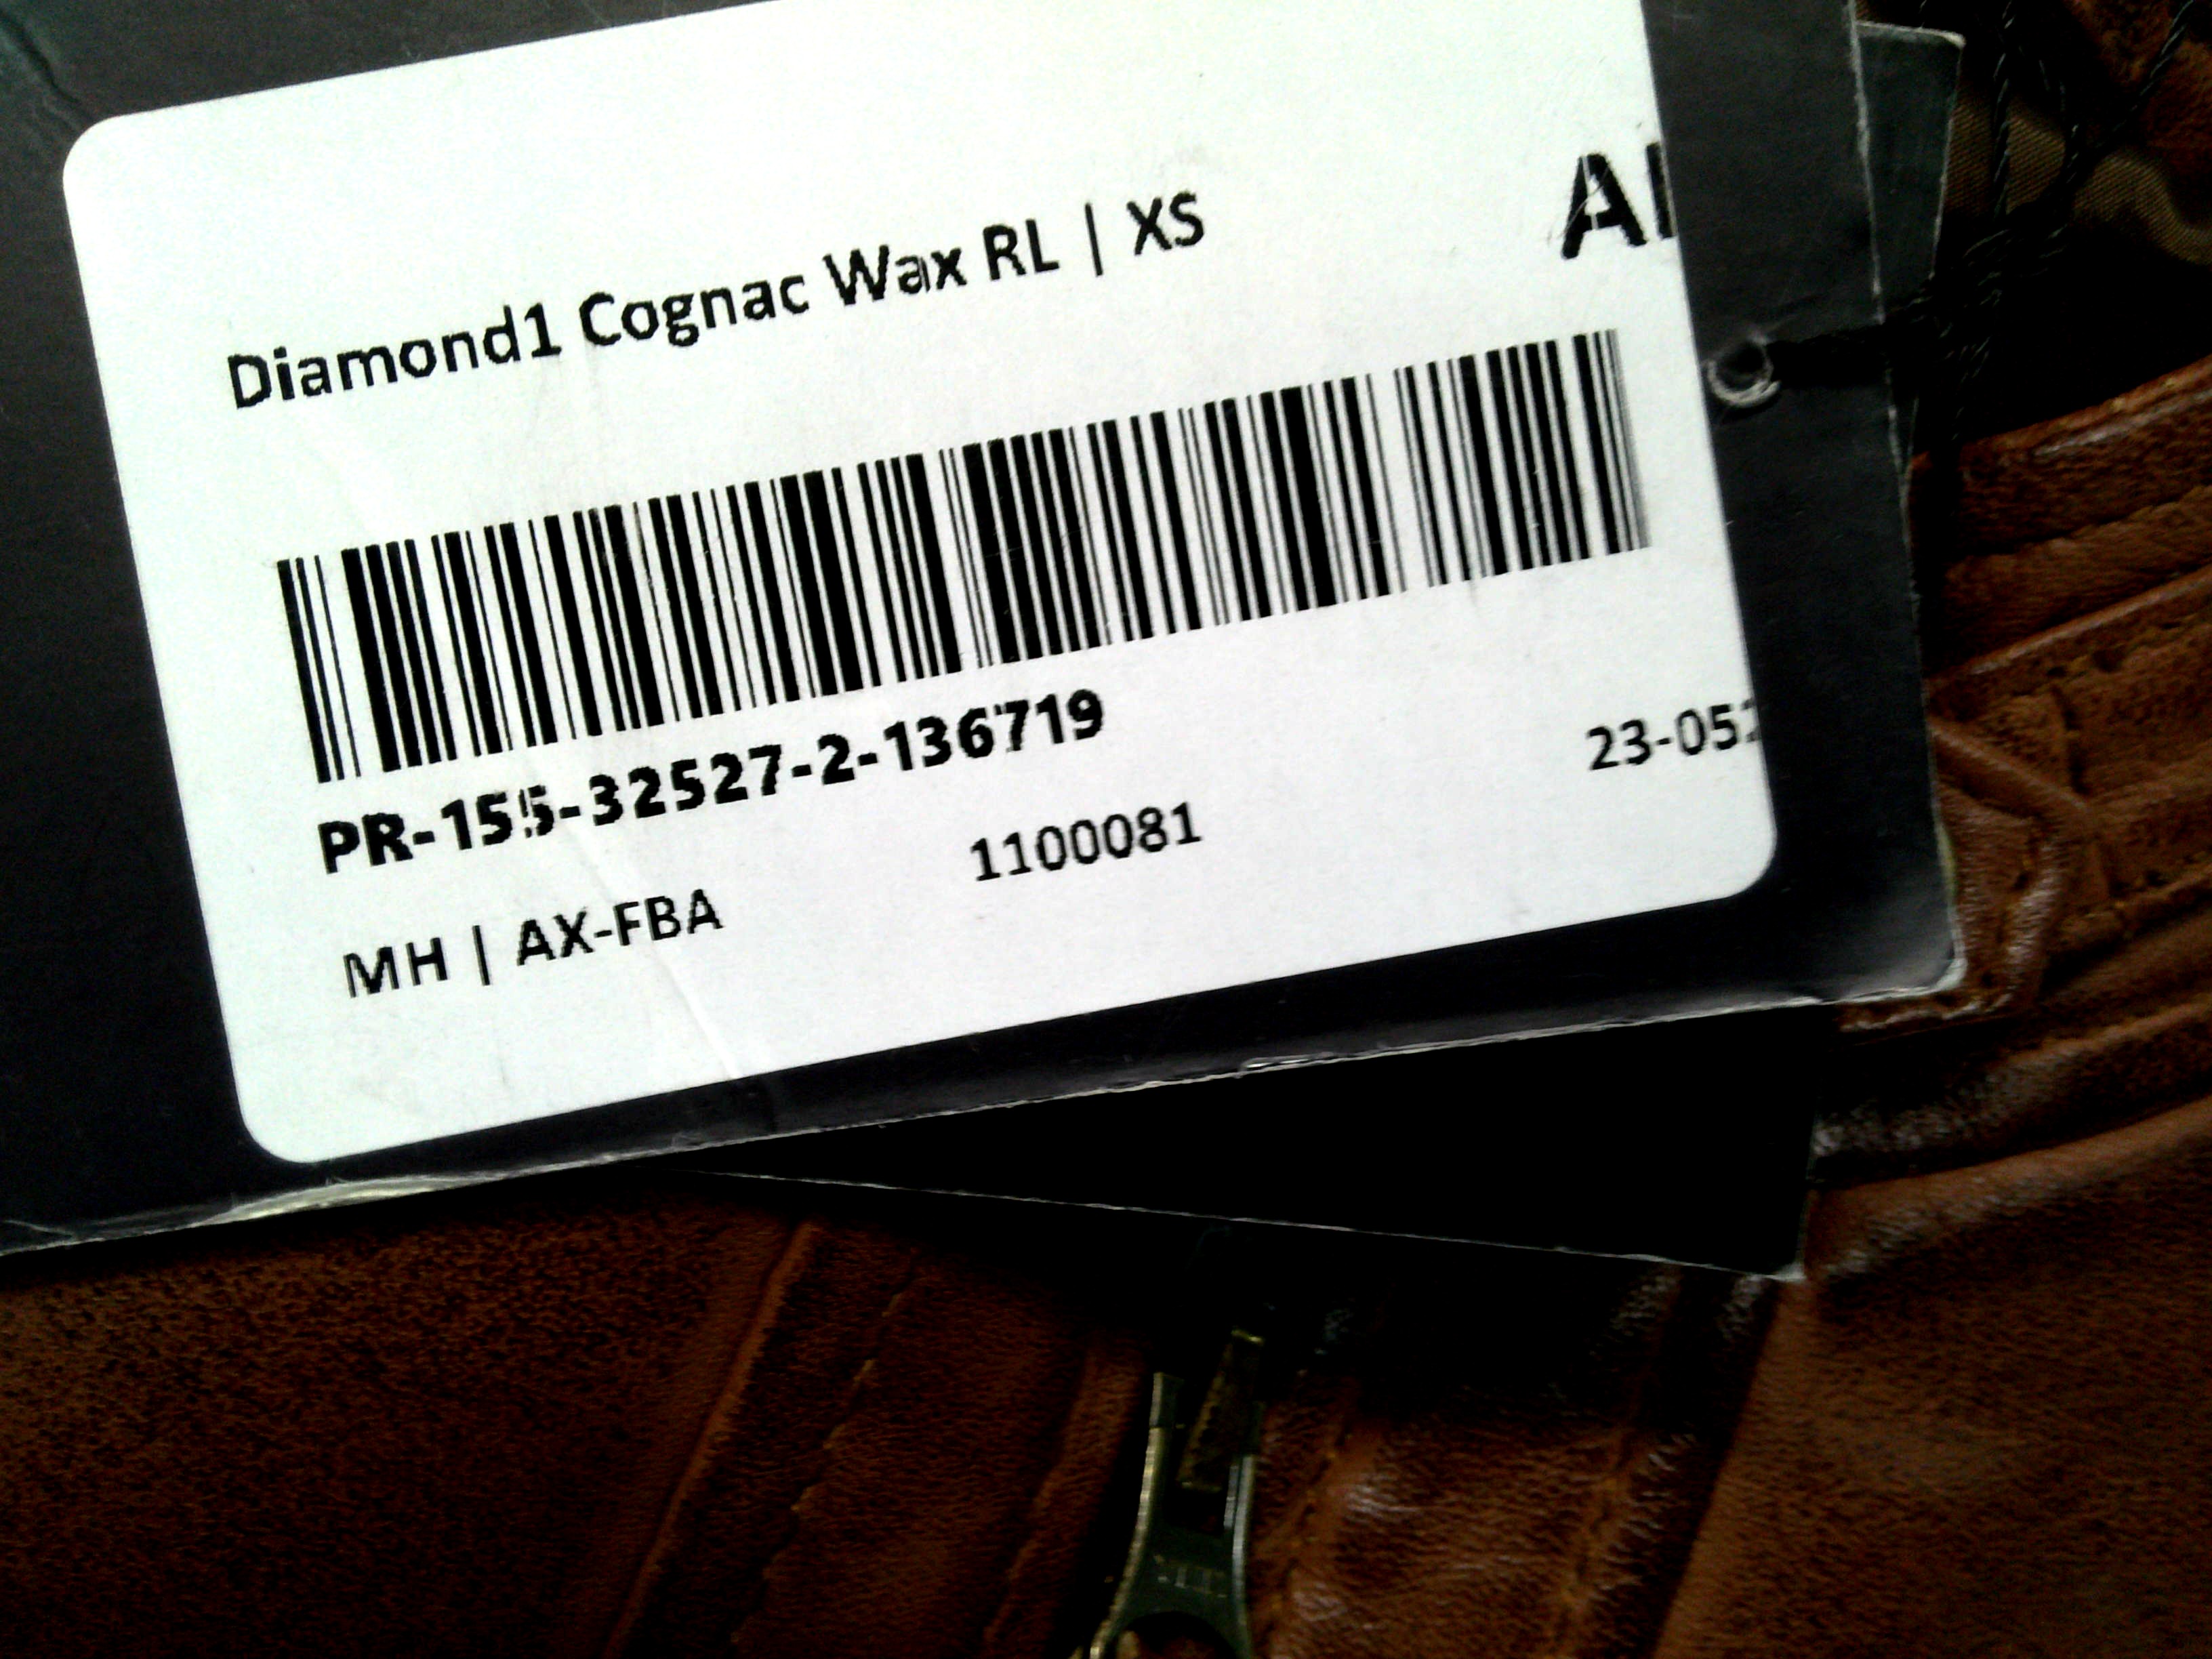 Diamond1 Cognac Wax RL | XS
PR-155-32527-2-136719
MH | AX-FBA
1100081